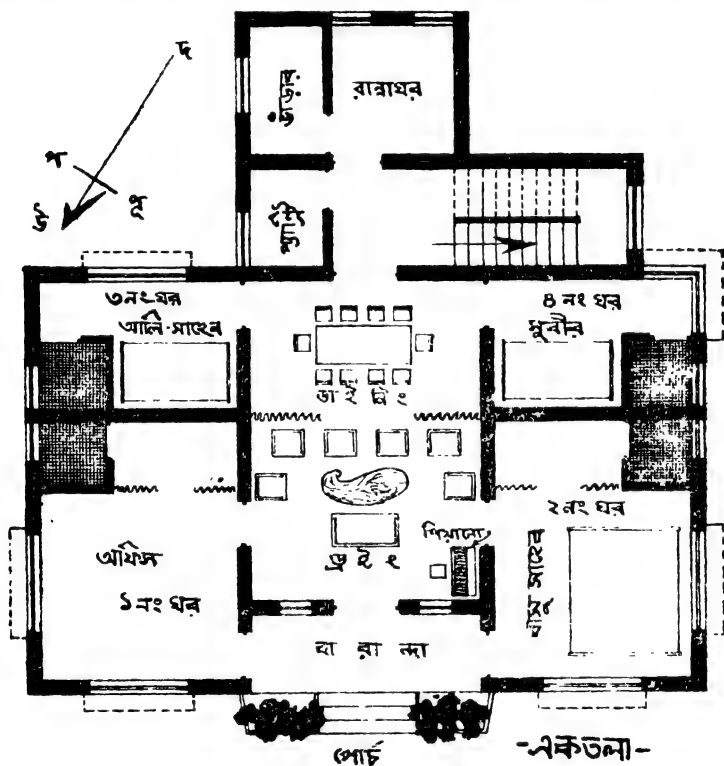 দ
প
পূ
উ
ভাঁড়ার
রান্নাঘর
প্যান্ট্রি
৩নং ঘর
আলি সাহেব
৪ নং ঘর
সুবীর
ডাইনিং
পিয়ানো
ড্রইং
অফিস
১নং ঘর
২নং ঘর
বাসু সাহেব
বারান্দা
পোর্চ
-একতলা-